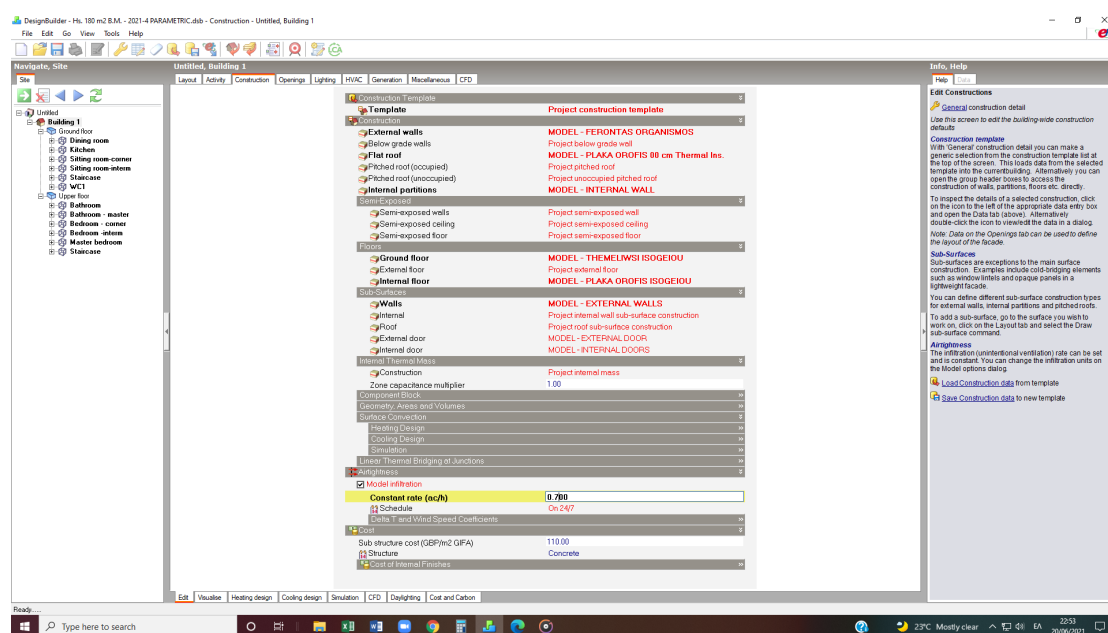 DesignBuilder - Hs. 180 m2 B.M. - 2021-4 PARAMETRIC.dsb - Construction - Untitled, Building 1
File Edit Go View Tools Help
Navigate, Site
Site
Untitled
Building 1
Ground floor
Dining room
Kitchen
Sitting room-corner
Sitting room-interm
Staircase
WC1
Upper floor
Bathroom
Bathroom - master
Bedroom - corner
Bedroom -intern
Master bedroom
Staircase
Untitled, Building 1
Layout Activity Construction Openings Lighting HVAC Generation Miscellaneous CFD
Construction Template
Template Project construction template
Construction
External walls MODEL - FERONTAS ORGANISMOS
Below grade walls Project below grade wall
Flat roof MODEL - PLAKA OROFIS 00 cm Thermal Ins.
Pitched roof (occupied) Project pitched roof
Pitched roof (unoccupied) Project unoccupied pitched roof
Internal partitions MODEL - INTERNAL WALL
Semi-Exposed
Semi-exposed walls Project semi-exposed wall
Semi-exposed ceiling Project semi-exposed ceiling
Semi-exposed floor Project semi-exposed floor
Floors
Ground floor MODEL - THEMELIWSI ISOGEIOU
External floor Project external floor
Internal floor MODEL - PLAKA OROFIS ISOGEIOU
Sub-Surfaces
Walls MODEL - EXTERNAL WALLS
Internal Project internal wall sub-surface construction
Roof Project roof sub-surface construction
External door MODEL - EXTERNAL DOOR
Internal door MODEL - INTERNAL DOORS
Internal Thermal Mass
Construction Project internal mass
Zone capacitance multiplier 1.00
Component Block
Geometry, Areas and Volumes
Surface Convection
Heating Design
Cooling Design
Simulation
Linear Thermal Bridging at Junctions
Airtightness
Model infiltration
Constant rate (ac/h) 0.700
Schedule On 24/7
Delta T and Wind Speed Coefficients
Cost
Sub structure cost (GBP/m2 GIFA) 110.00
Structure Concrete
Cost of Internal Finishes
Edit Visualise Heating design Cooling design Simulation CFD Daylighting Cost and Carbon
Info, Help
Help Data
Edit Constructions
General construction detail
Use this screen to edit the building-wide construction
defaults
Construction template
With 'General' construction detail you can make a
generic selection from the construction template list at
the top of the screen. This loads data from the selected
template into the currentbuilding. Alternatively you can
open the group header boxes to access the
construction of walls, partitions, floors etc. directly.
To inspect the details of a selected construction, click
on the icon to the left of the appropriate data entry box
and open the Data tab (above). Alternatively
double-click the icon to view/edit the data in a dialog.
Note: Data on the Openings tab can be used to define
the layout of the facade.
Sub-Surfaces
Sub-surfaces are exceptions to the main surface
construction. Examples include cold-bridging elements
such as window lintels and opaque panels in a
lightweight facade.
You can define different sub-surface construction types
for external walls, internal partitions and pitched roofs.
To add a sub-surface, go to the surface you wish to
work on, click on the Layout tab and select the Draw
sub-surface command.
Airtightness
The infiltration (unintentional ventilation) rate can be set
and is constant. You can change the infiltration units on
the Model options dialog.
Load Construction data from template
Save Construction data to new template
Ready.....
Type here to search
23°C Mostly clear
EΛ
22:53
20/06/2021